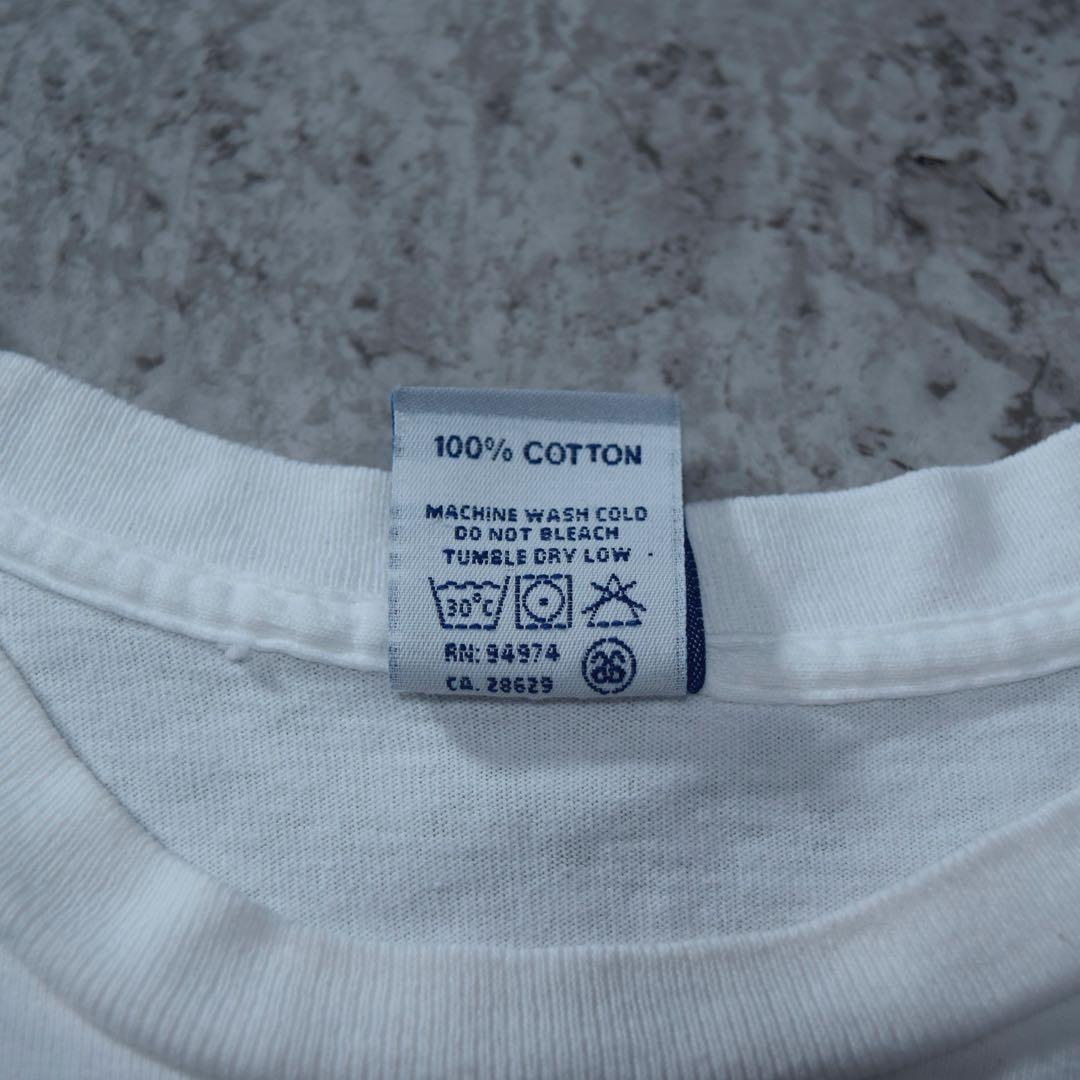 100% COTTON
MACHINE WASH COLD
DO NOT BLEACH
TUMBLE DRY LOW
30°C
RN: 94974
CA. 28629